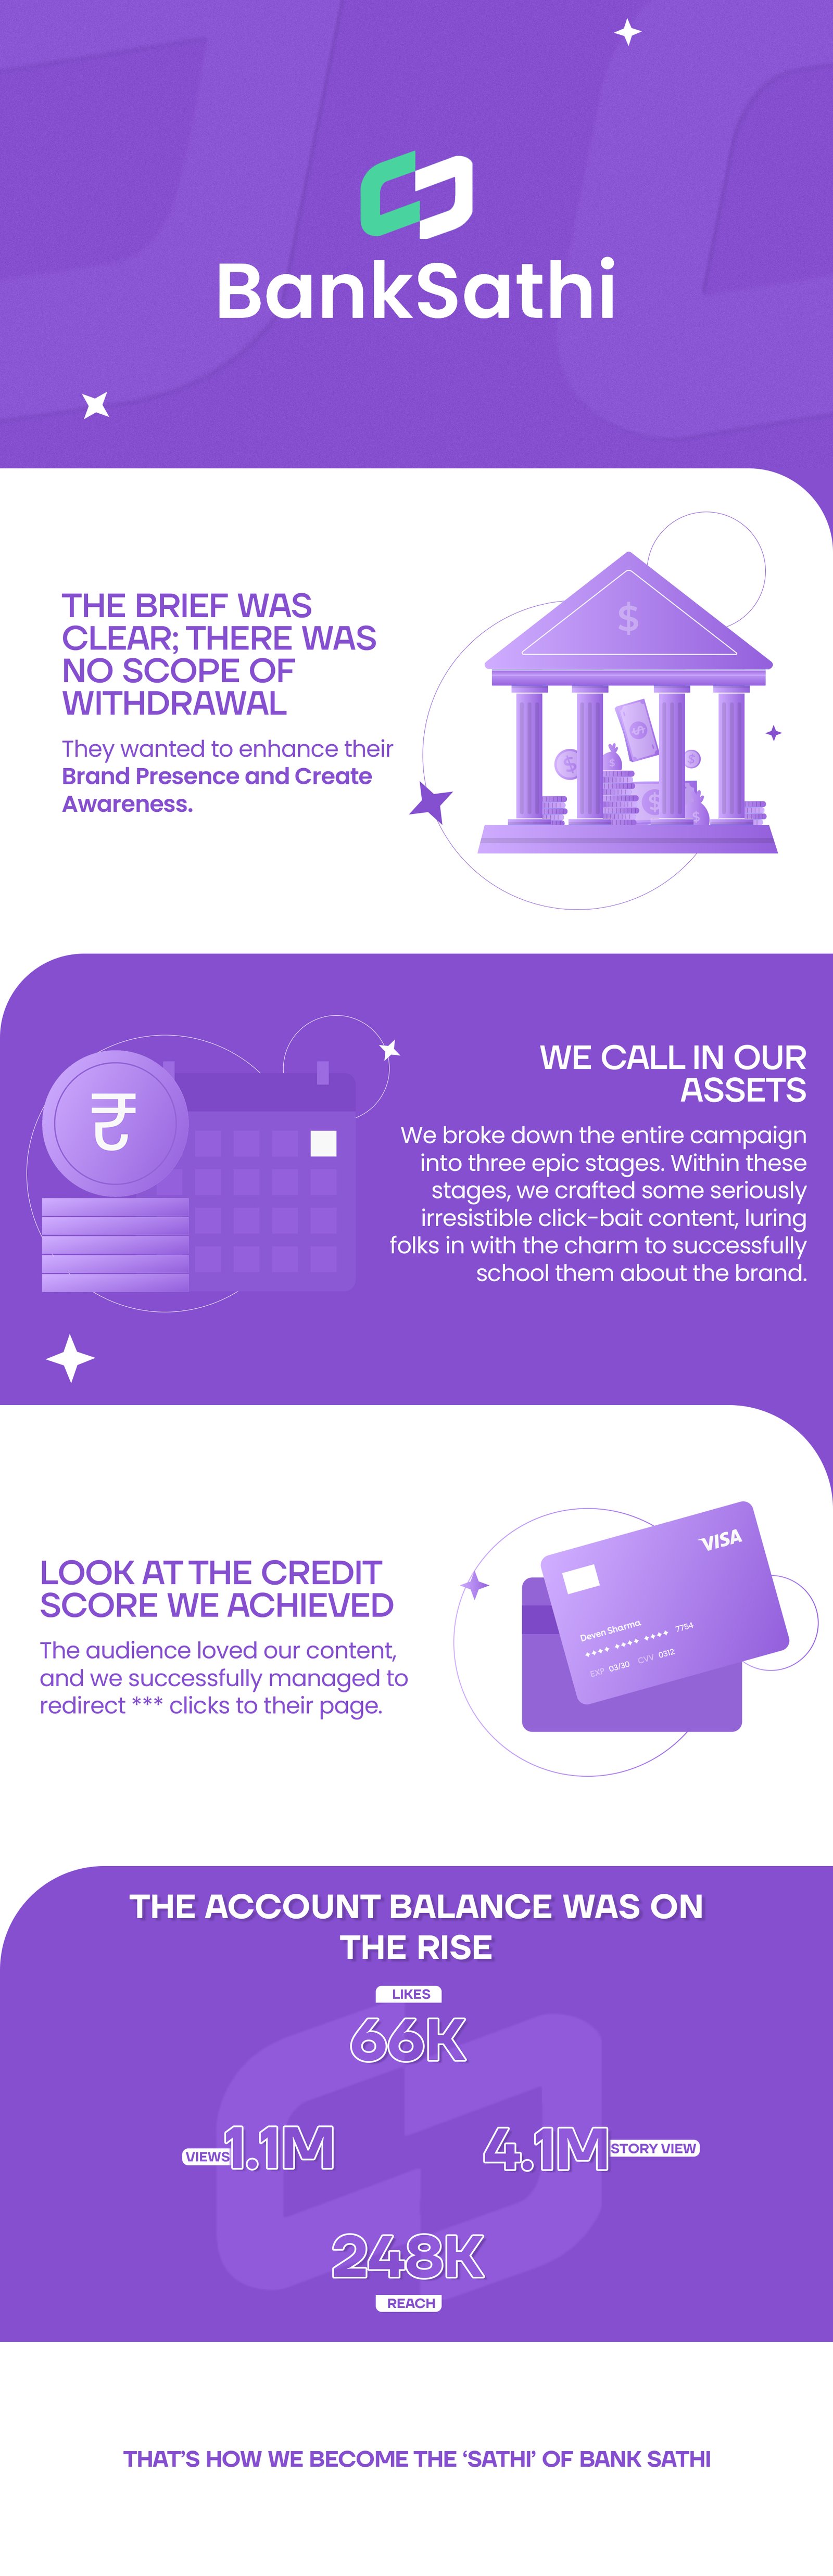 BankSathi
THE BRIEF WAS
CLEAR; THERE WAS
NO SCOPE OF
WITHDRAWAL
They wanted to enhance their
Brand Presence and Create
Awareness.
$
$
$
$
$
$
$
₹
WE CALL IN OUR
ASSETS
We broke down the entire campaign
into three epic stages. Within these
stages, we crafted some seriously
irresistible click-bait content, luring
folks in with the charm to successfully
school them about the brand.
LOOK AT THE CREDIT
SCORE WE ACHIEVED
The audience loved our content,
and we successfully managed to
redirect *** clicks to their page.
VISA
Deven Sharma
7754
EXP 03/30 CVV 0312
THE ACCOUNT BALANCE WAS ON
THE RISE
LIKES
66K
VIEWS 1.1M
4.1M STORY VIEW
248K
REACH
THAT'S HOW WE BECOME THE ‘SATHI’ OF BANK SATHI